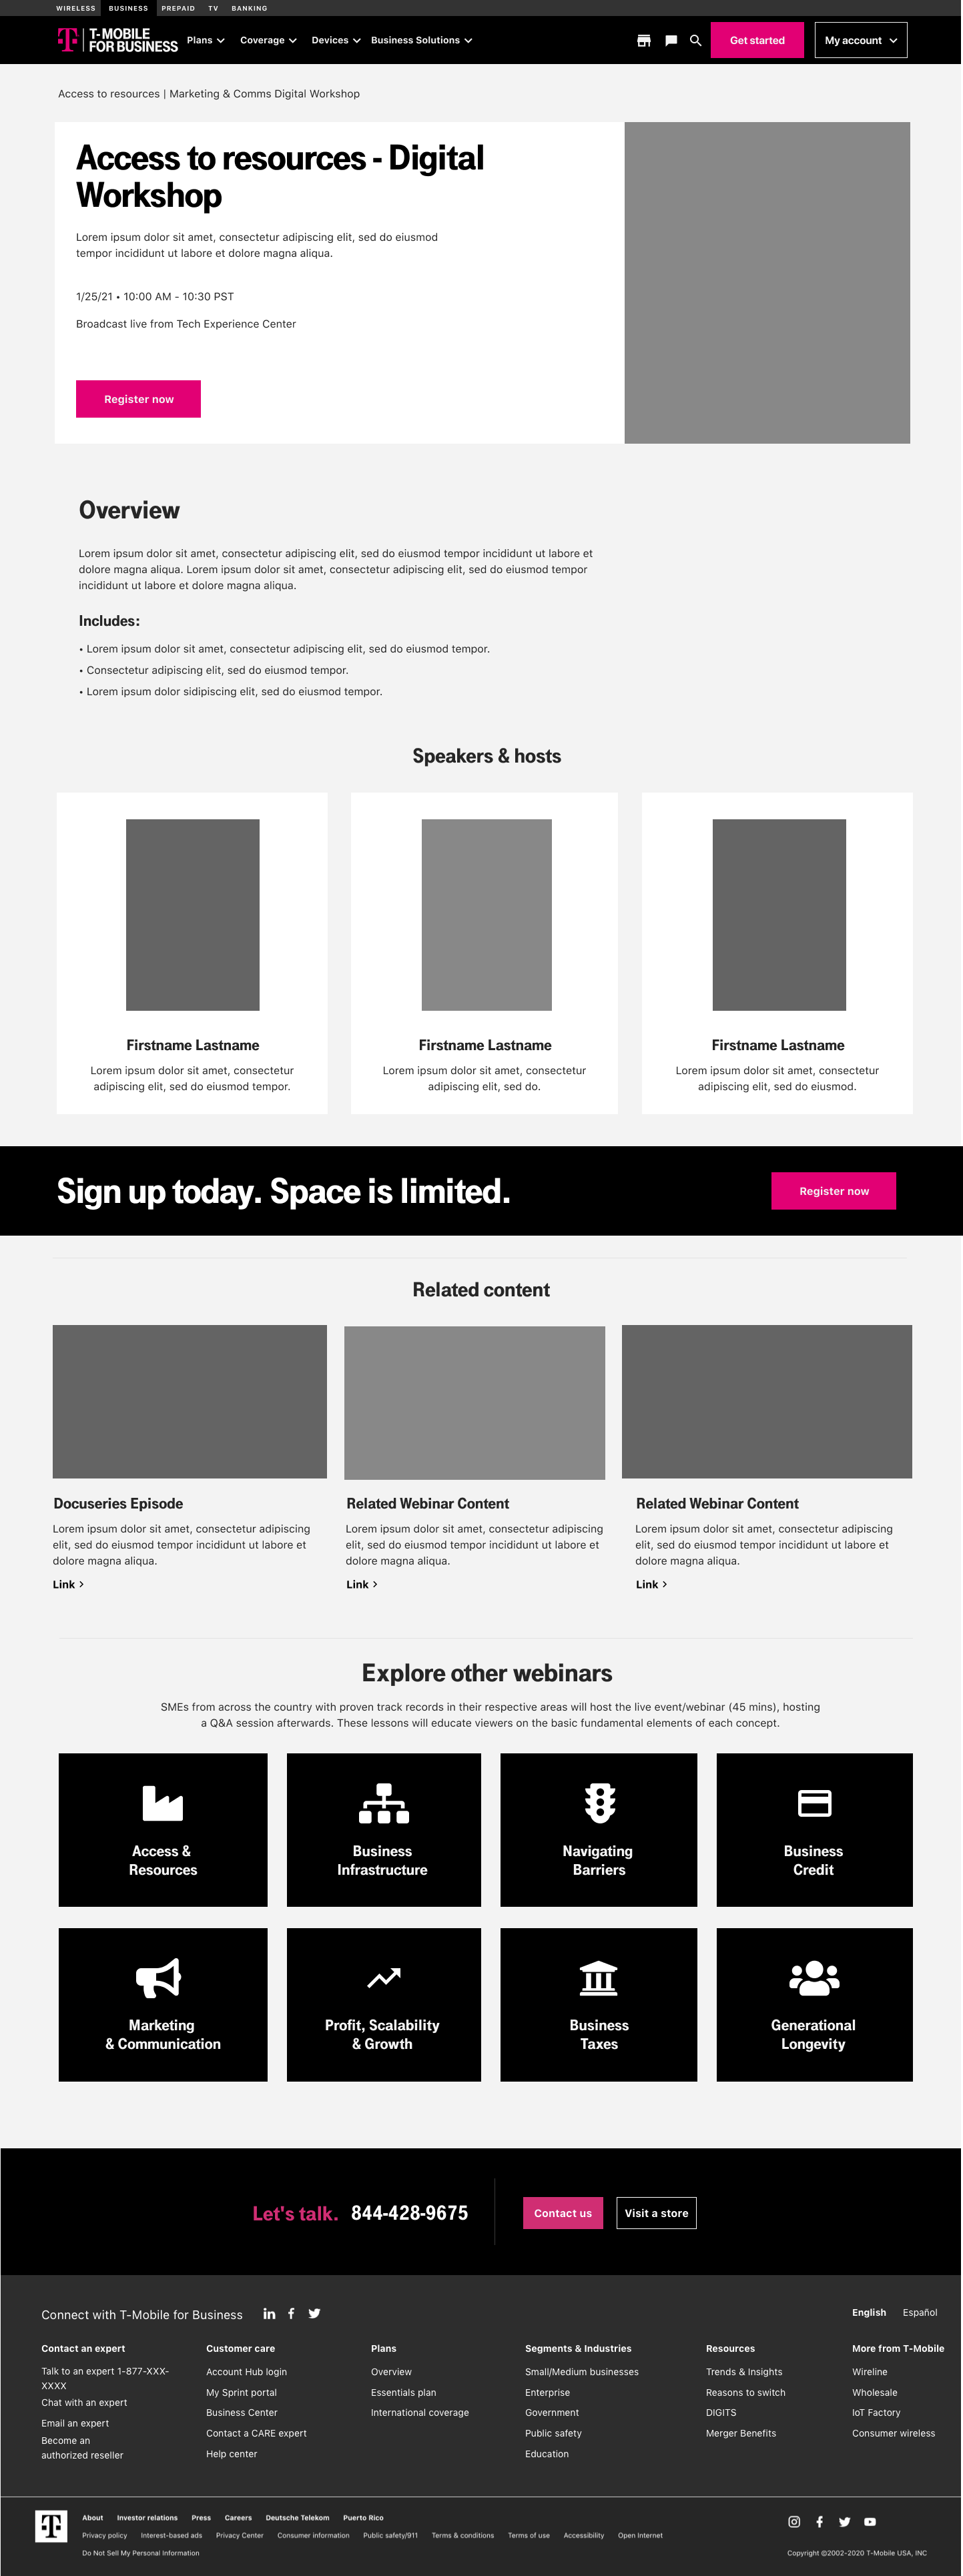 WIRELESS BUSINESS PREPAID TV BANKING
T-MOBILE
FOR BUSINESS
Plans Coverage Devices Business Solutions Get started My account
Access to resources | Marketing & Comms Digital Workshop
Access to resources - Digital
Workshop
Lorem ipsum dolor sit amet, consectetur adipiscing elit, sed do eiusmod
tempor incididunt ut labore et dolore magna aliqua.
1/25/21 • 10:00 AM - 10:30 PST
Broadcast live from Tech Experience Center
Register now
Overview
Lorem ipsum dolor sit amet, consectetur adipiscing elit, sed do eiusmod tempor incididunt ut labore et
dolore magna aliqua. Lorem ipsum dolor sit amet, consectetur adipiscing elit, sed do eiusmod tempor
incididunt ut labore et dolore magna aliqua.
Includes:
• Lorem ipsum dolor sit amet, consectetur adipiscing elit, sed do eiusmod tempor.
• Consectetur adipiscing elit, sed do eiusmod tempor.
• Lorem ipsum dolor sidipiscing elit, sed do eiusmod tempor.
Speakers & hosts
Firstname Lastname
Lorem ipsum dolor sit amet, consectetur
adipiscing elit, sed do eiusmod tempor.
Firstname Lastname
Lorem ipsum dolor sit amet, consectetur
adipiscing elit, sed do.
Firstname Lastname
Lorem ipsum dolor sit amet, consectetur
adipiscing elit, sed do eiusmod.
Sign up today. Space is limited.
Register now
Related content
Docuseries Episode
Lorem ipsum dolor sit amet, consectetur adipiscing
elit, sed do eiusmod tempor incididunt ut labore et
dolore magna aliqua.
Link >
Related Webinar Content
Lorem ipsum dolor sit amet, consectetur adipiscing
elit, sed do eiusmod tempor incididunt ut labore et
dolore magna aliqua.
Link >
Related Webinar Content
Lorem ipsum dolor sit amet, consectetur adipiscing
elit, sed do eiusmod tempor incididunt ut labore et
dolore magna aliqua.
Link >
Explore other webinars
SMEs from across the country with proven track records in their respective areas will host the live event/webinar (45 mins), hosting
a Q&A session afterwards. These lessons will educate viewers on the basic fundamental elements of each concept.
Access &
Resources
Business
Infrastructure
Navigating
Barriers
Business
Credit
Marketing
& Communication
Profit, Scalability
& Growth
Business
Taxes
Generational
Longevity
Let's talk. 844-428-9675
Contact us
Visit a store
Connect with T-Mobile for Business
English Español
Contact an expert
Talk to an expert 1-877-XXX-
XXXX
Chat with an expert
Email an expert
Become an
authorized reseller
Customer care
Account Hub login
My Sprint portal
Business Center
Contact a CARE expert
Help center
Plans
Overview
Essentials plan
International coverage
Segments & Industries
Small/Medium businesses
Enterprise
Government
Public safety
Education
Resources
Trends & Insights
Reasons to switch
DIGITS
Merger Benefits
More from T-Mobile
Wireline
Wholesale
IoT Factory
Consumer wireless
About Investor relations Press Careers Deutsche Telekom Puerto Rico
Privacy policy Interest-based ads Privacy Center Consumer information Public safety/911 Terms & conditions Terms of use Accessibility Open Internet
Do Not Sell My Personal Information
Copyright ©2002-2020 T-Mobile USA, INC